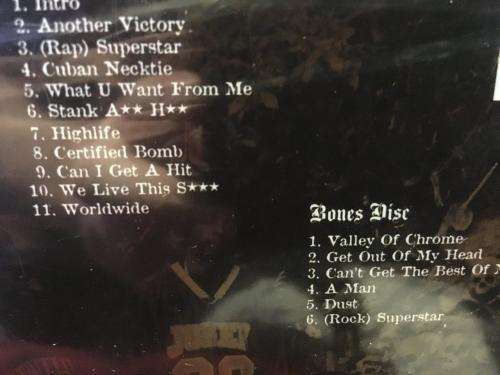 1. Intro
2. Another Victory
3. (Rap) Superstar
4. Cuban Necktie
5. What U Want From Me
6. Stank A★★ H★★
7. Highlife
8. Certified Bomb
9. Can I Get A Hit
10. We Live This S★★★
11. Worldwide
Bones Disc
1. Valley Of Chrome
2. Get Out Of My Head
3. Can't Get The Best Of
4. A Man
5. Dust
6. (Rock) Superstar